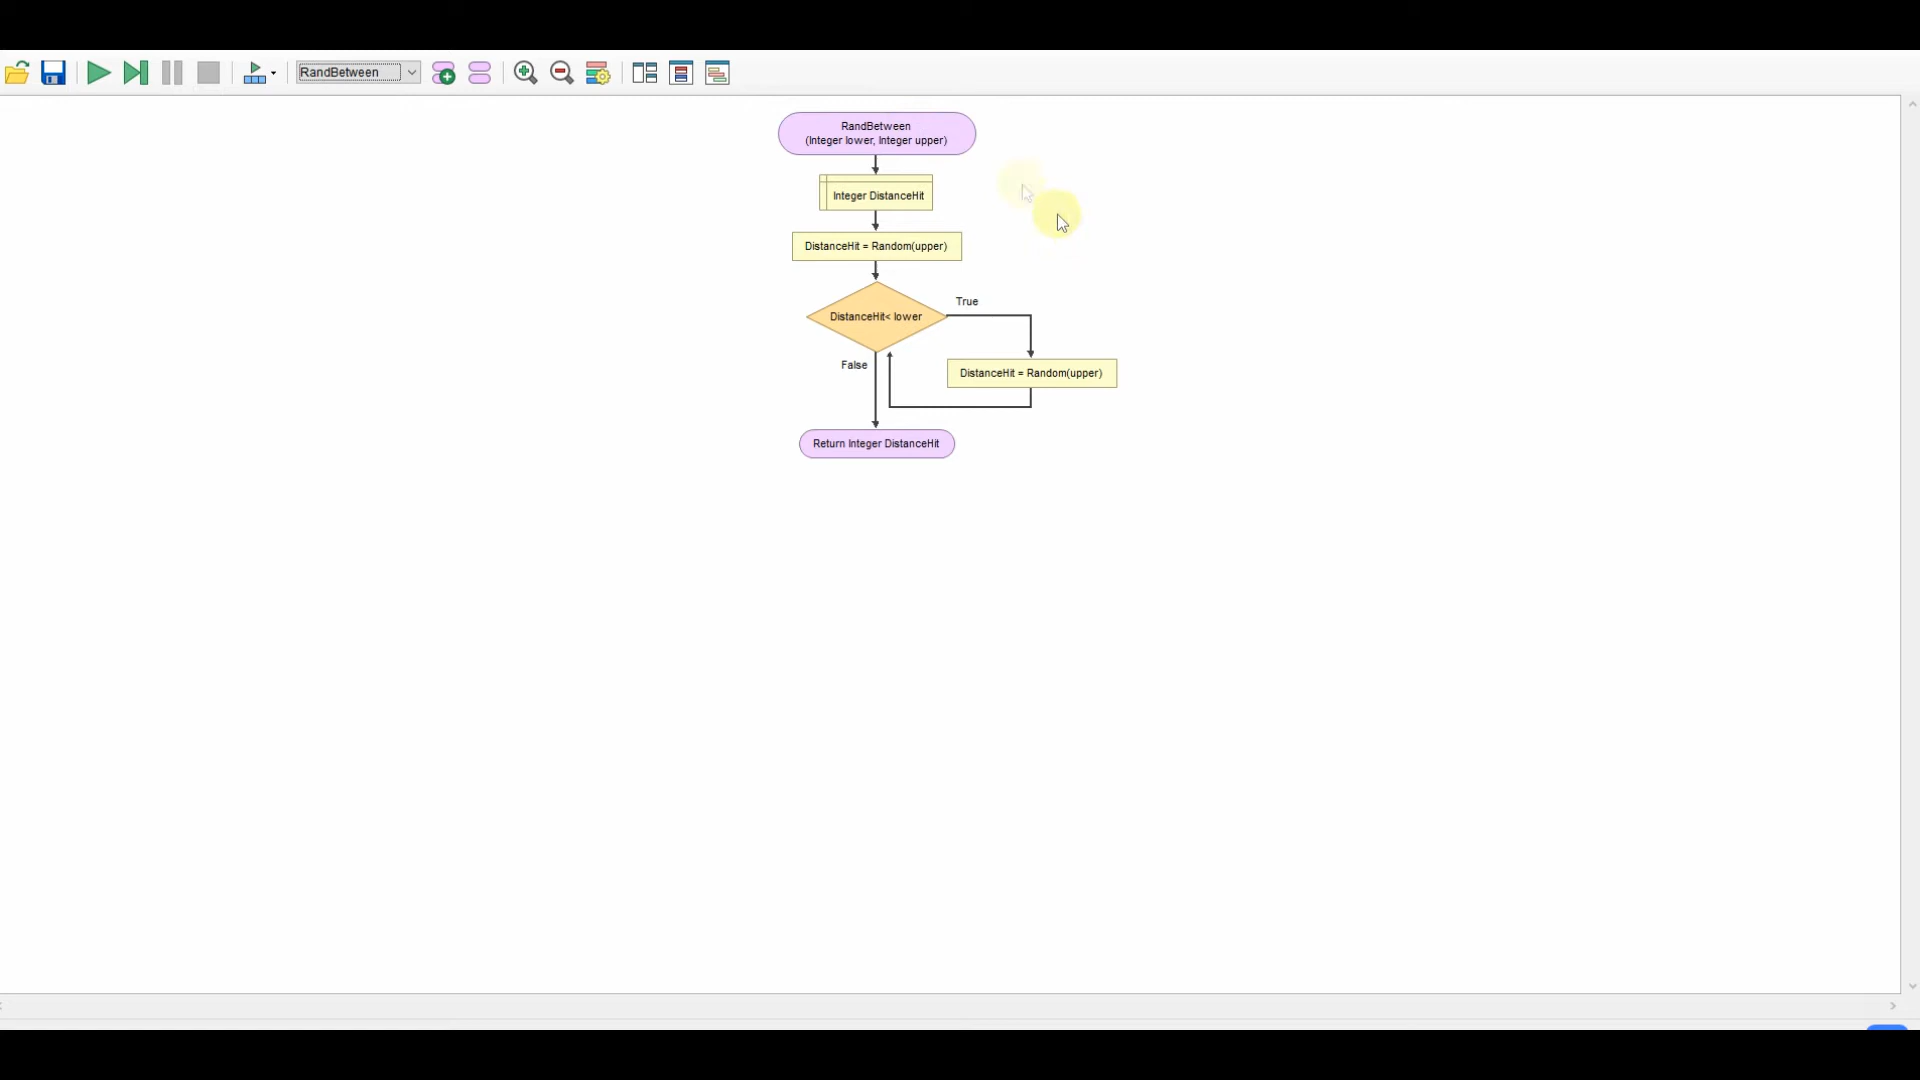 RandBetween
RandBetween
(Integer lower, Integer upper)
Integer DistanceHit
DistanceHit = Random(upper)
True
DistanceHit< lower
False
DistanceHit = Random(upper)
Return Integer DistanceHit